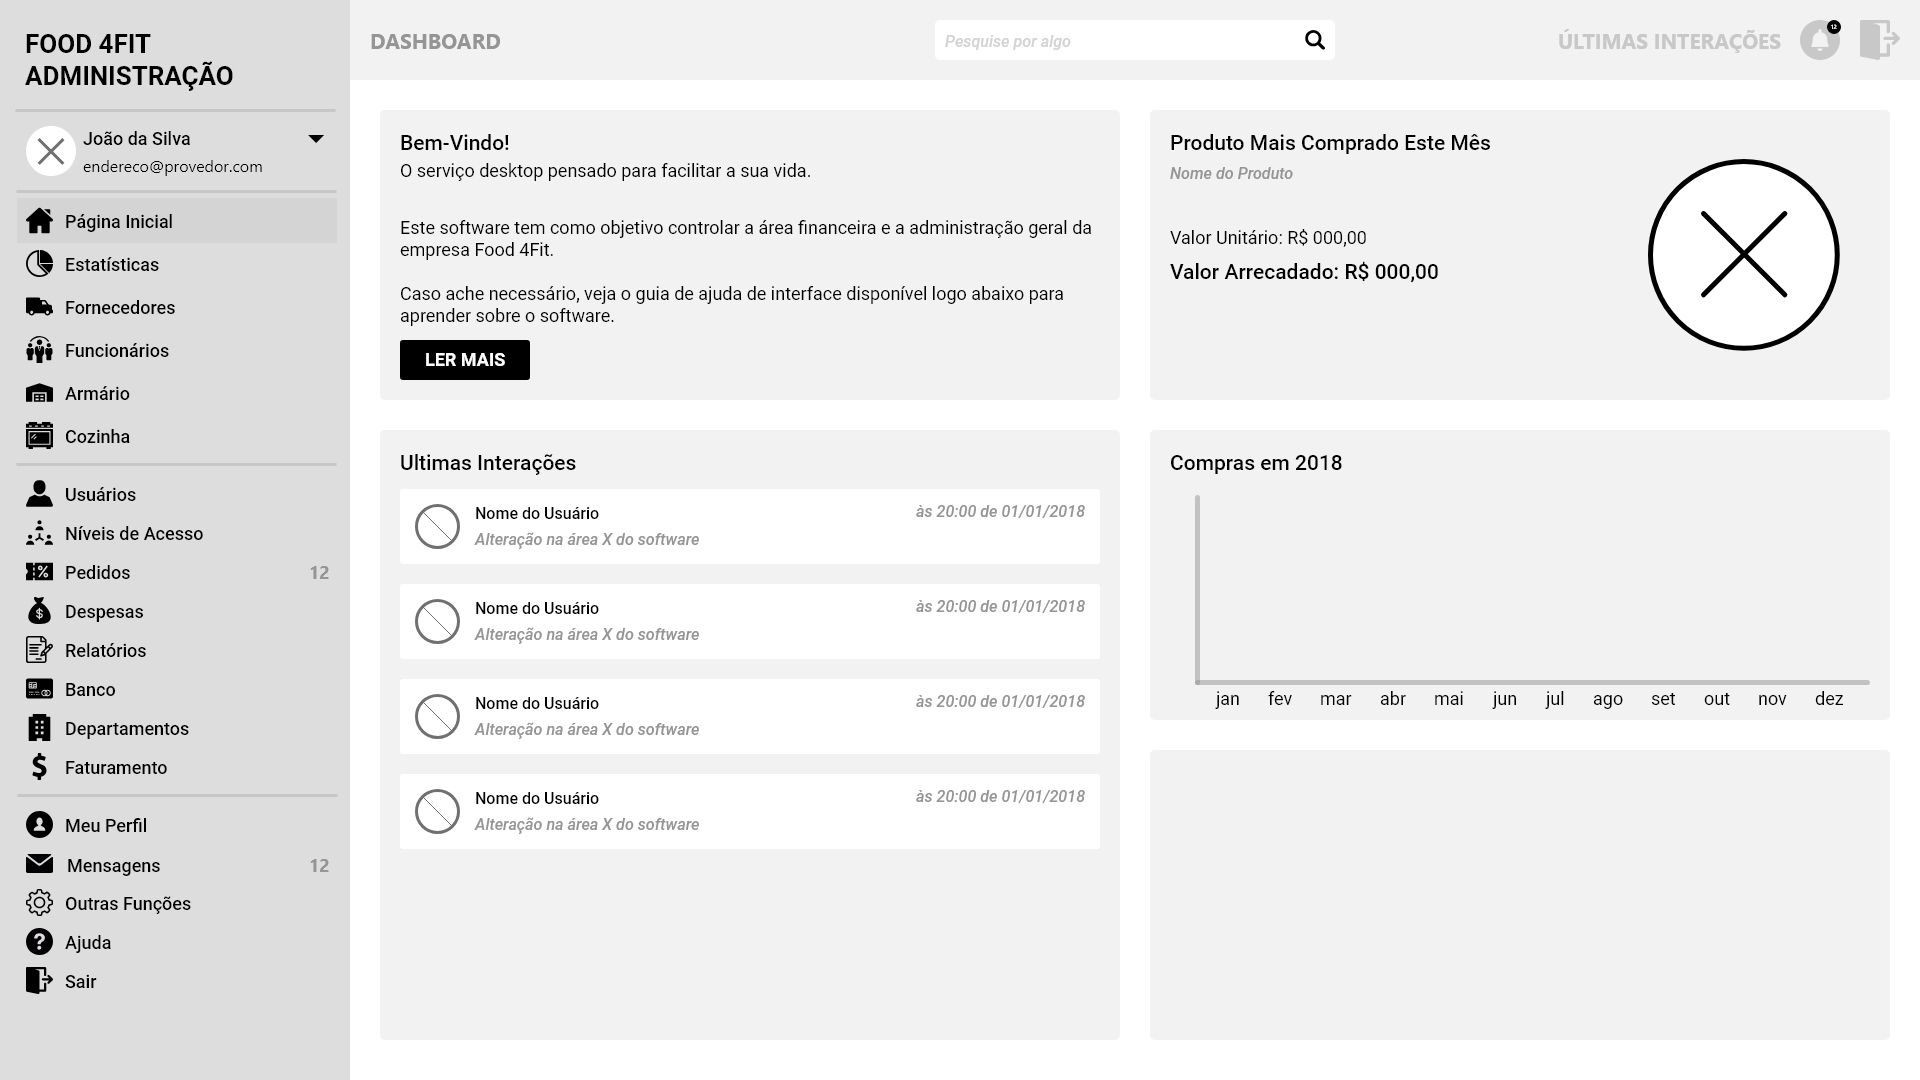 FOOD 4FIT
ADMINISTRAÇÃO
João da Silva
endereco@provedor.com
Página Inicial
Estatísticas
Fornecedores
Funcionários
Armário
Cozinha
Usuários
Níveis de Acesso
Pedidos 12
Despesas
Relatórios
Banco
Departamentos
Faturamento
Meu Perfil
Mensagens 12
Outras Funções
Ajuda
Sair
DASHBOARD
Pesquise por algo
ÚLTIMAS INTERAÇÕES
12
Bem-Vindo!
O serviço desktop pensado para facilitar a sua vida.
Este software tem como objetivo controlar a área financeira e a administração geral da
empresa Food 4Fit.
Caso ache necessário, veja o guia de ajuda de interface disponível logo abaixo para
aprender sobre o software.
LER MAIS
Produto Mais Comprado Este Mês
Nome do Produto
Valor Unitário: R$ 000,00
Valor Arrecadado: R$ 000,00
Ultimas Interações
Nome do Usuário
às 20:00 de 01/01/2018
Alteração na área X do software
Nome do Usuário
às 20:00 de 01/01/2018
Alteração na área X do software
Nome do Usuário
às 20:00 de 01/01/2018
Alteração na área X do software
Nome do Usuário
às 20:00 de 01/01/2018
Alteração na área X do software
Compras em 2018
jan fev mar abr mai jun jul ago set out nov dez